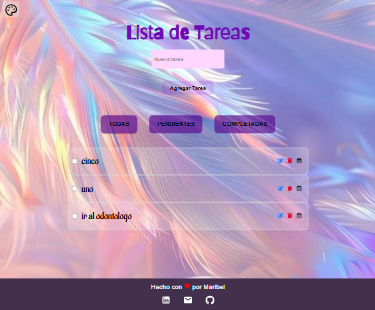 Lista de Tareas
Nueva tarea
Agregar Tarea
TODAS PENDIENTES COMPLETADAS
cinco
uno
ir al odontologo
Hecho con ❤ por Maribel